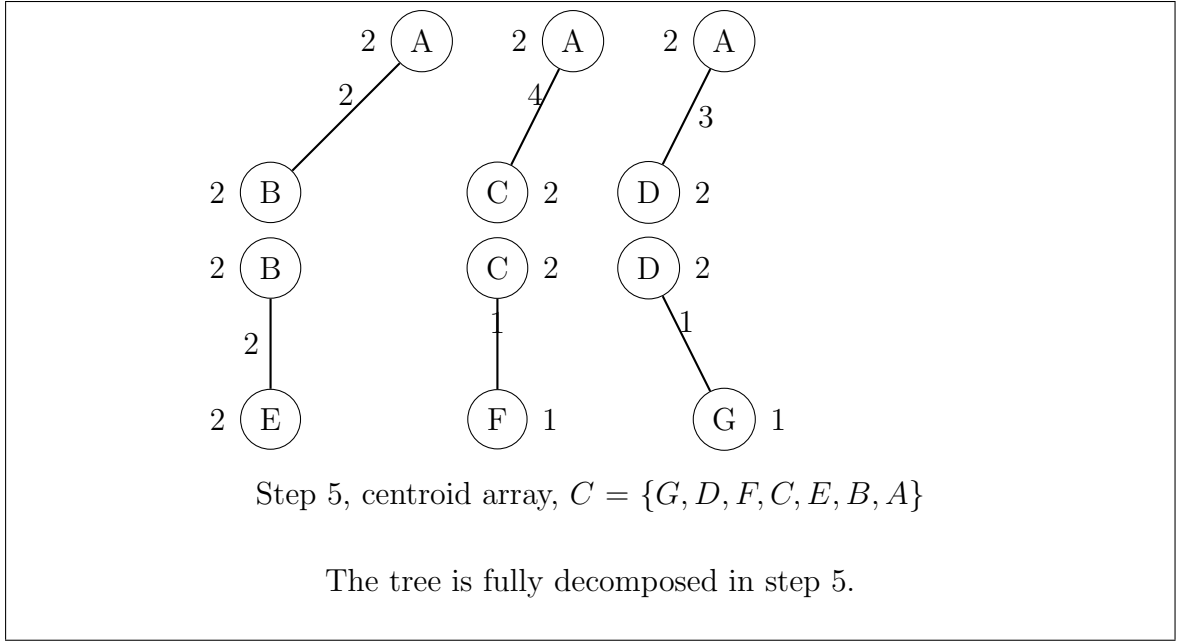 2 A 2 A 2 A
2 4 3
2 B C 2 D 2
2 B C 2 D 2
2 1 1
2 E F 1 G 1
Step 5, centroid array, C = {G, D, F, C, E, B, A}
The tree is fully decomposed in step 5.